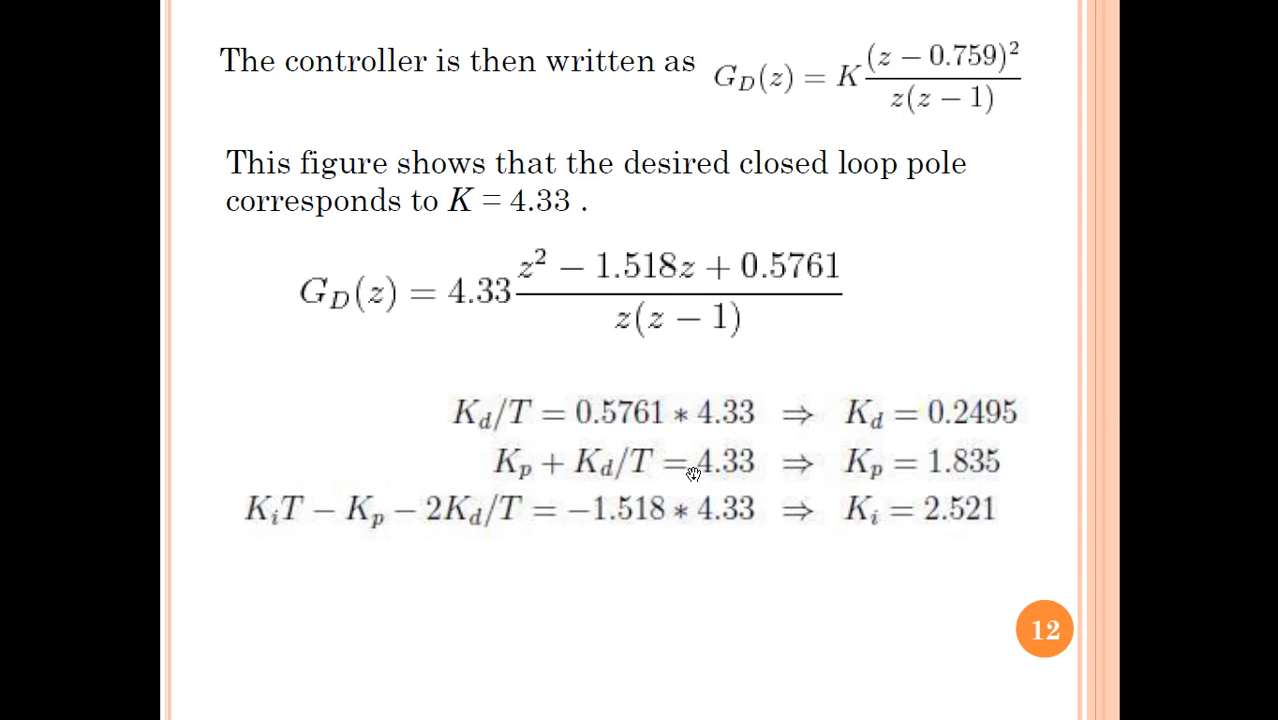 The controller is then written as G_D(z) = K (z − 0.759)² / z(z − 1)
This figure shows that the desired closed loop pole
corresponds to K = 4.33 .
G_D(z) = 4.33 z² − 1.518z + 0.5761 / z(z − 1)
K_d/T = 0.5761 ∗ 4.33 ⇒ K_d = 0.2495
K_p + K_d/T = 4.33 ⇒ K_p = 1.835
K_iT − K_p − 2K_d/T = −1.518 ∗ 4.33 ⇒ K_i = 2.521
12